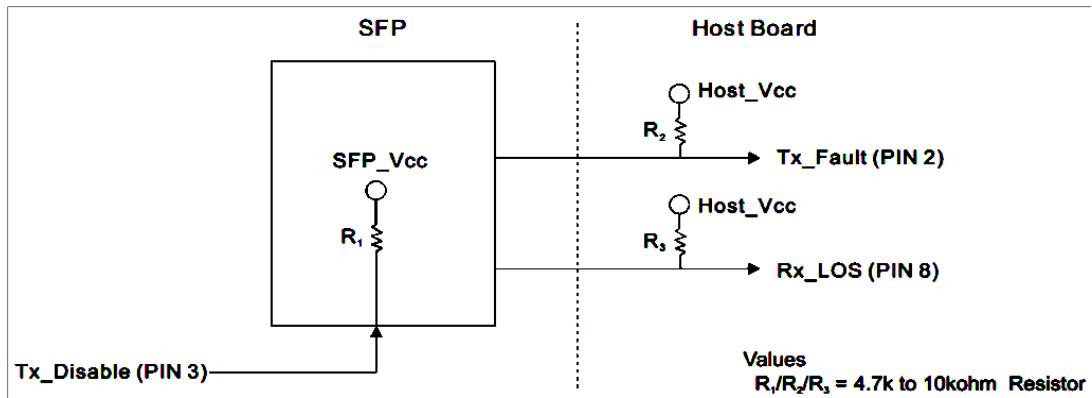 SFP
Host Board
Host_Vcc
R₂
Tx_Fault (PIN 2)
SFP_Vcc
Host_Vcc
R₁
R₃
Rx_LOS (PIN 8)
Tx_Disable (PIN 3)
Values
R₁/R₂/R₃ = 4.7k to 10kohm Resistor